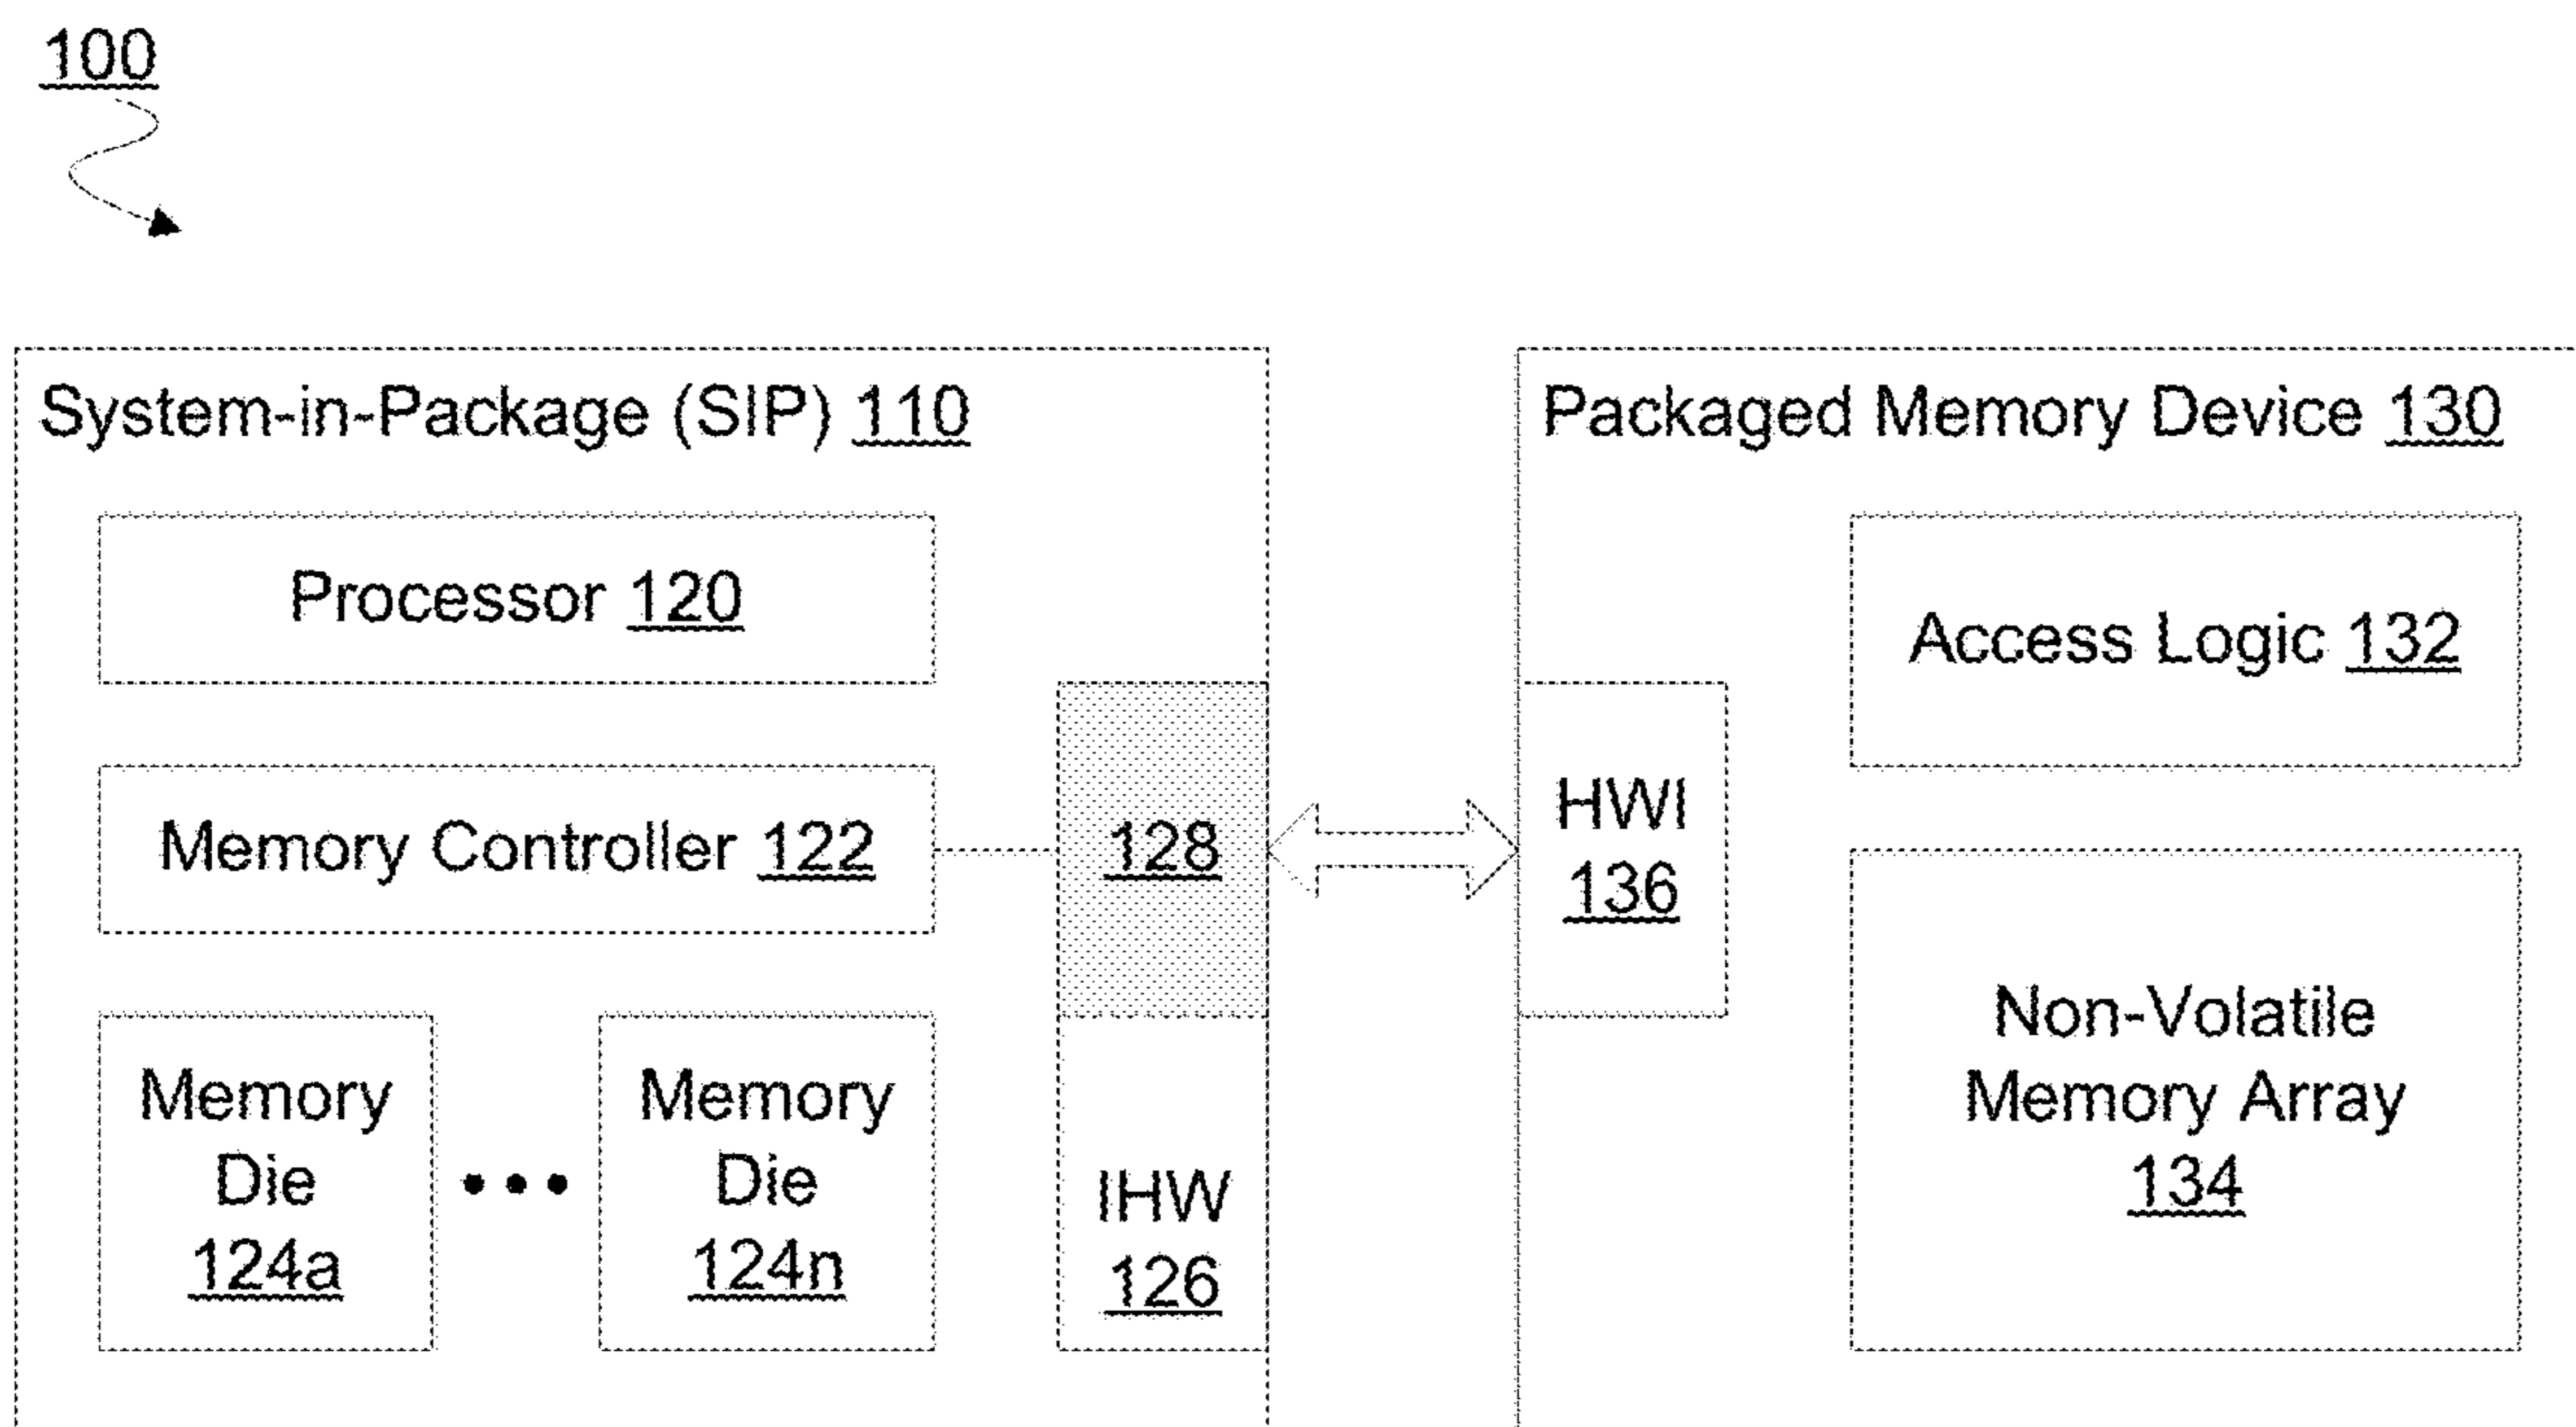 100
System-in-Package (SIP) 110
Processor 120
Memory Controller 122
Memory
Die
124a
Memory
Die
124n
128
IHW
126
Packaged Memory Device 130
HWI
136
Access Logic 132
Non-Volatile
Memory Array
134